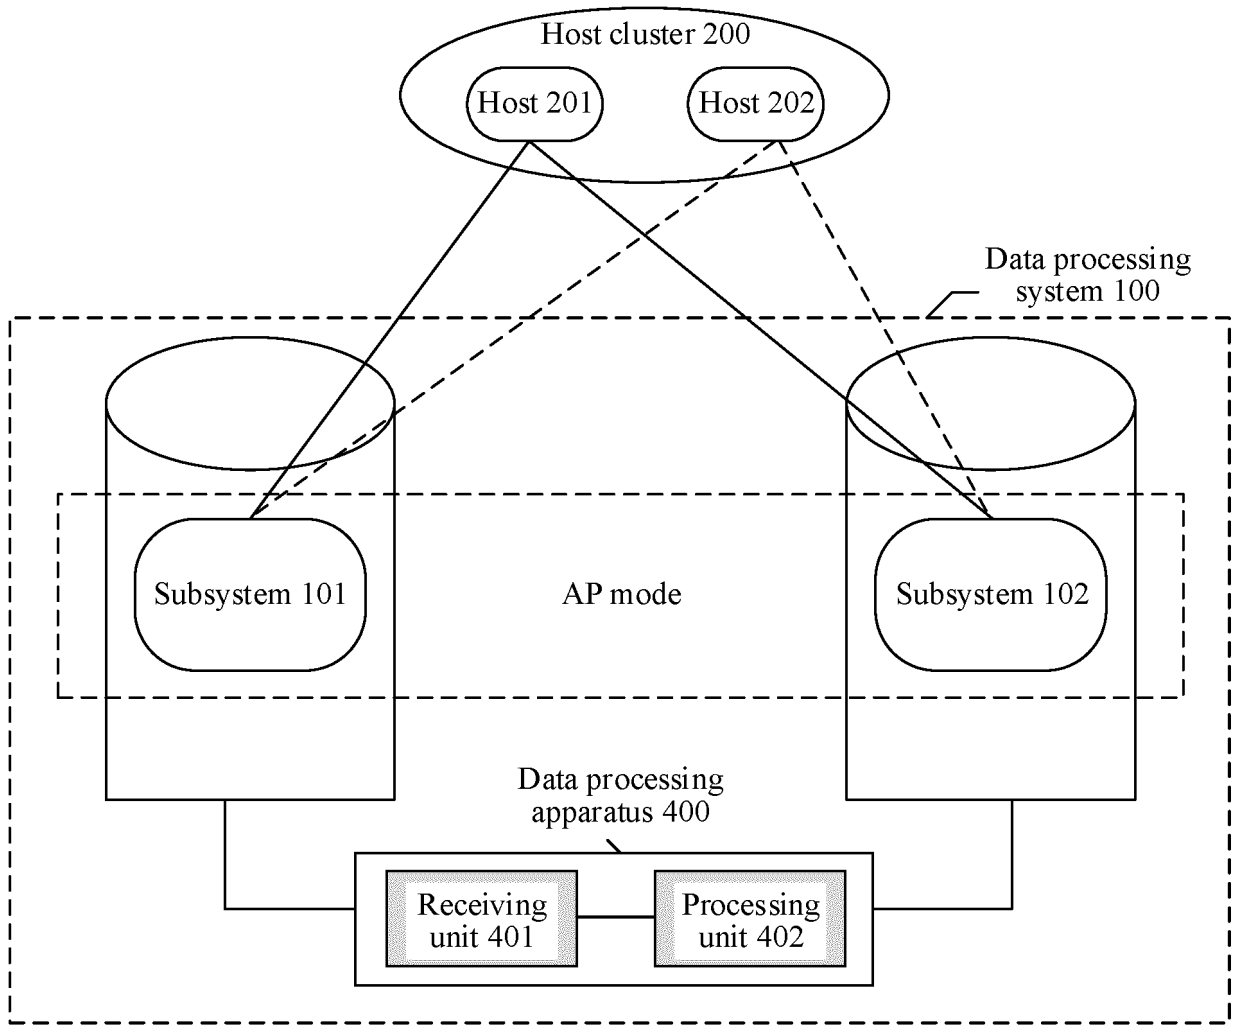 Host cluster 200
Host 201
Host 202
Data processing
system 100
Subsystem 101
AP mode
Subsystem 102
Data processing
apparatus 400
Receiving
unit 401
Processing
unit 402